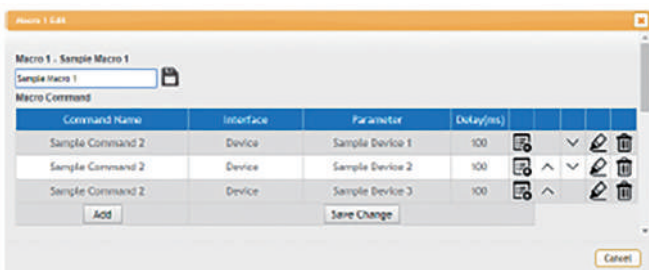 Macro 1 Edit
Macro 1 - Sample Macro 1
Sample Macro 1
Macro Command
Command Name Interface Parameter Delay(ms)
Sample Command 2 Device Sample Device 1 100
Sample Command 2 Device Sample Device 2 100
Sample Command 2 Device Sample Device 3 100
Add Save Change
Cancel